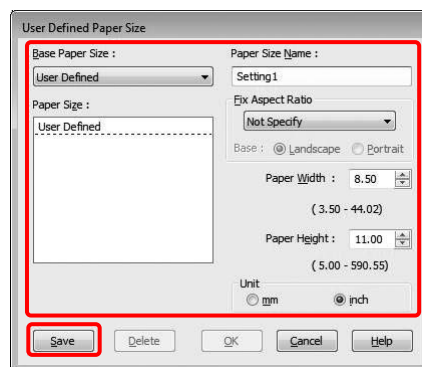 User Defined Paper Size
Base Paper Size :
User Defined
Paper Size :
User Defined
Paper Size Name :
Setting1
Fix Aspect Ratio
Not Specify
Base : Landscape Portrait
Paper Width : 8.50
( 3.50 - 44.02)
Paper Height : 11.00
( 5.00 - 590.55)
Unit
mm inch
Save Delete OK Cancel Help